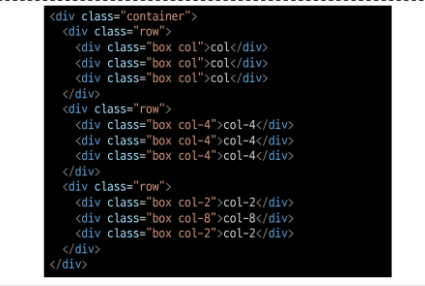 <div class="container">
<div class="row">
<div class="box col">col</div>
<div class="box col">col</div>
<div class="box col">col</div>
</div>
<div class="row">
<div class="box col-4">col-4</div>
<div class="box col-4">col-4</div>
<div class="box col-4">col-4</div>
</div>
<div class="row">
<div class="box col-2">col-2</div>
<div class="box col-8">col-8</div>
<div class="box col-2">col-2</div>
</div>
</div>